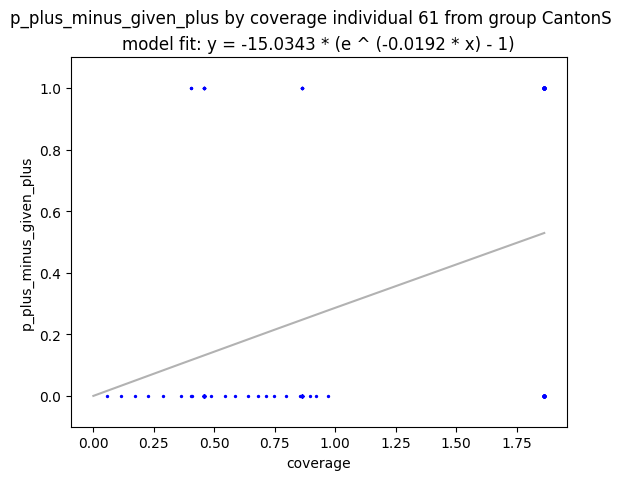 p_plus_minus_given_plus by coverage individual 61 from group CantonS
model fit: y = -15.0343 * (e ^ (-0.0192 * x) - 1)
1.0
0.8
0.6
0.4
0.2
0.0
p_plus_minus_given_plus
0.00 0.25 0.50 0.75 1.00 1.25 1.50 1.75
coverage